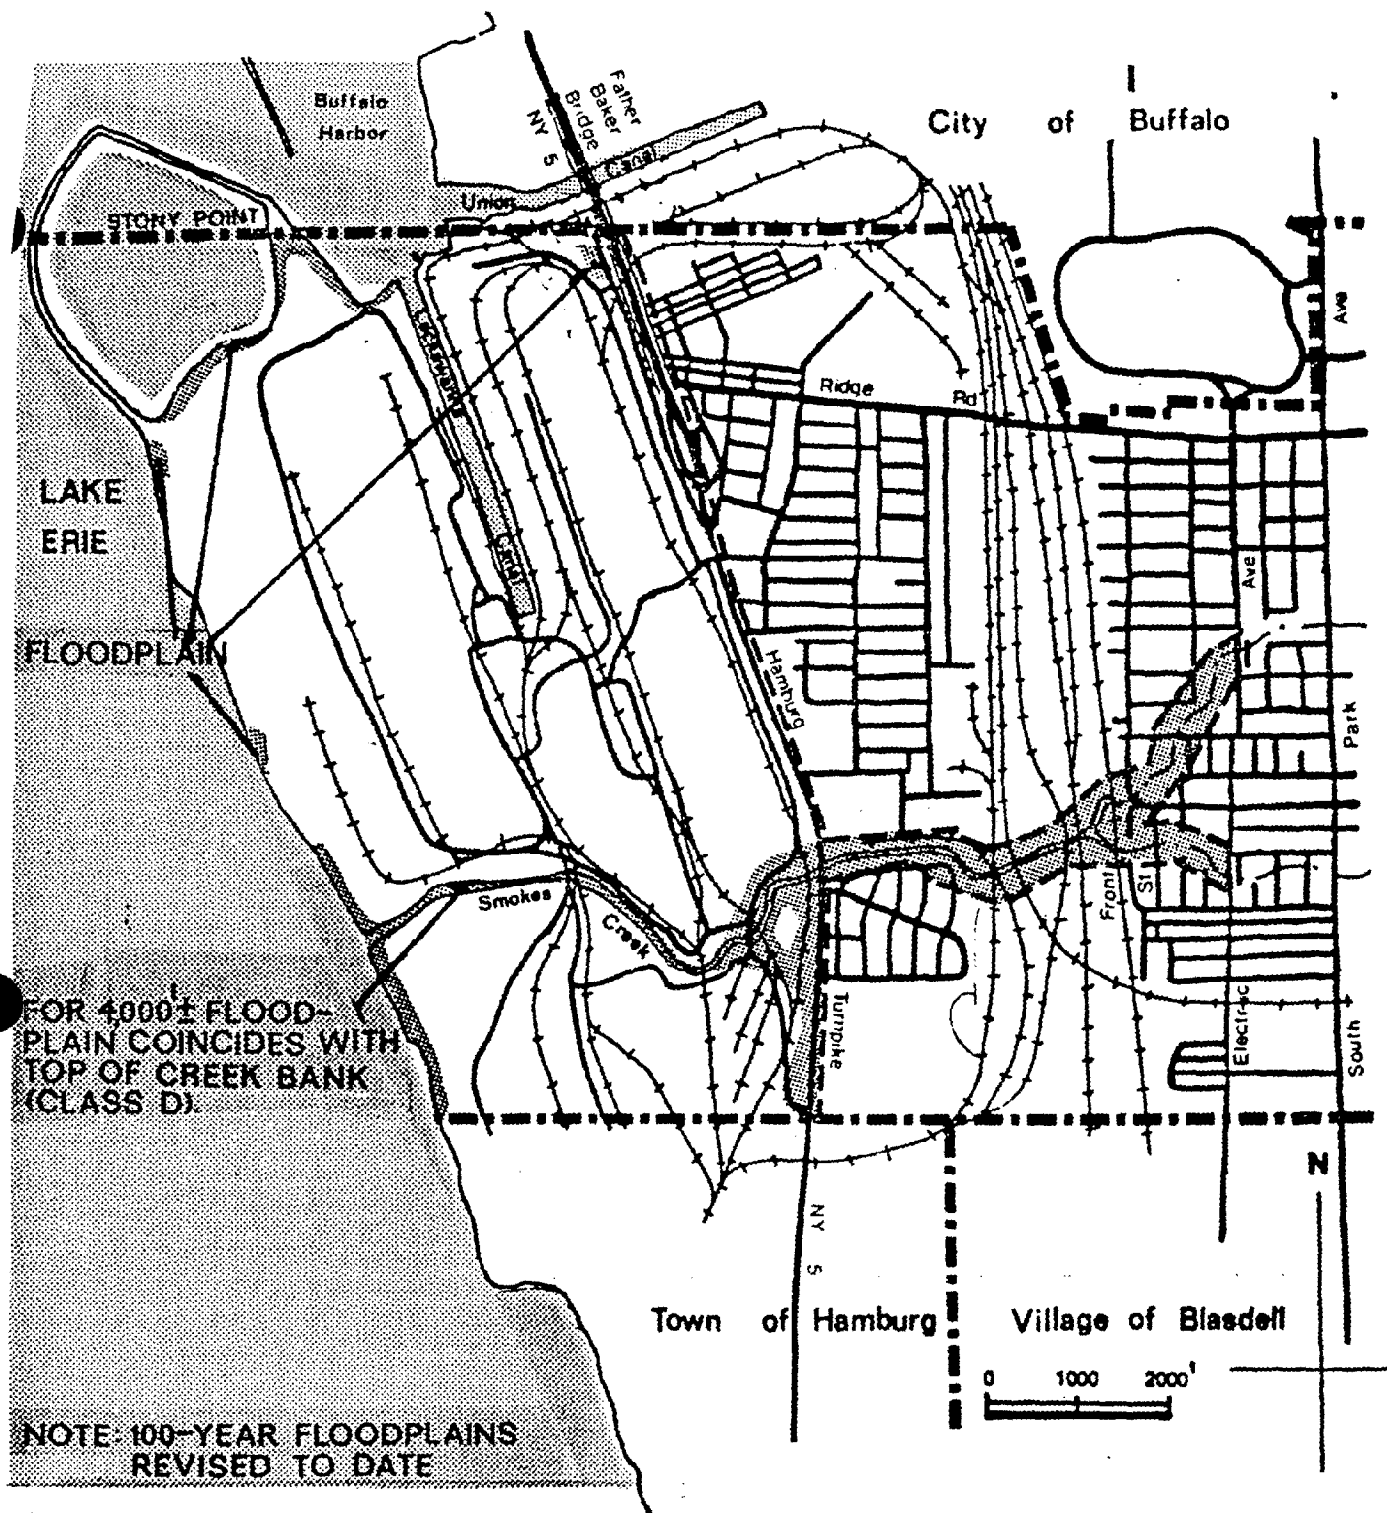 Buffalo
Harbor
Father
Baker
Bridge
NY 5
City of Buffalo
Canal
Union
STONY POINT
Ave
Lackawanna
Canal
Ridge Rd
LAKE
ERIE
Ave
FLOODPLAIN
Hamburg
Park
Smokes
Creek
Front
St
FOR 4000'± FLOOD-
PLAIN COINCIDES WITH
TOP OF CREEK BANK
(CLASS D).
Turnpike
Electric
South
N
NY 5
Town of Hamburg
Village of Blasdell
0 1000 2000'
NOTE: 100-YEAR FLOODPLAINS
REVISED TO DATE